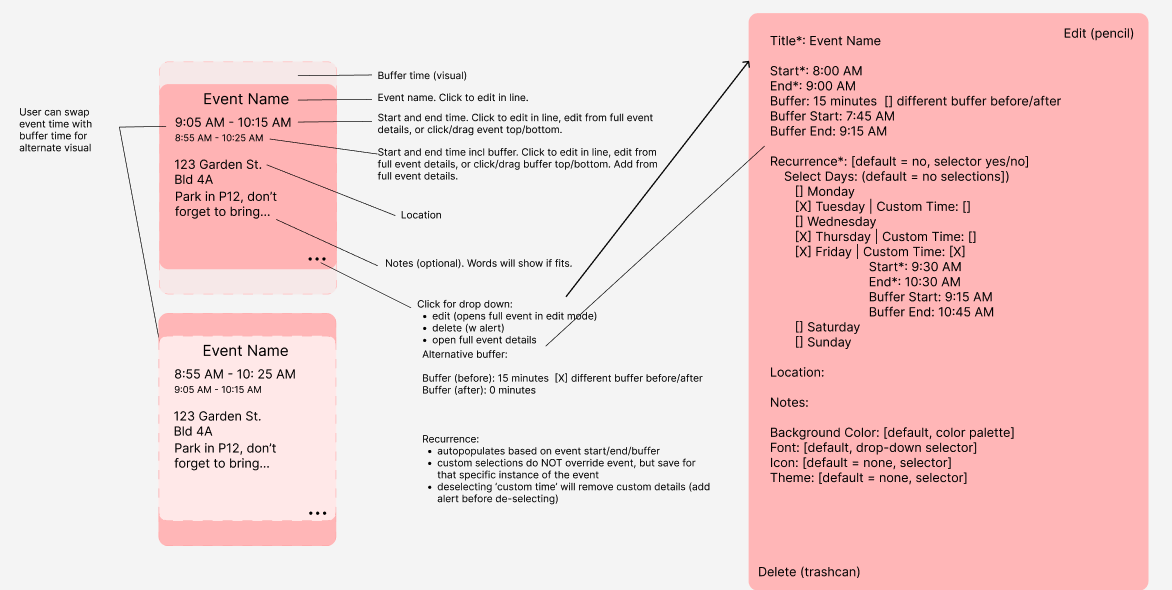 User can swap
event time with
buffer time for
alternate visual
Event Name
9:05 AM - 10:15 AM
8:55 AM - 10:25 AM
123 Garden St.
Bld 4A
Park in P12, don't
forget to bring...
Event Name
8:55 AM - 10: 25 AM
9:05 AM - 10:15 AM
123 Garden St.
Bld 4A
Park in P12, don't
forget to bring...
Buffer time (visual)
Event name. Click to edit in line.
Start and end time. Click to edit in line, edit from full event
details, or click/drag event top/bottom.
Start and end time incl buffer. Click to edit in line, edit from
full event details, or click/drag buffer top/bottom. Add from
full event details.
Location
Notes (optional). Words will show if fits.
Click for drop down:
• edit (opens full event in edit mode)
• delete (w alert)
• open full event details
Alternative buffer:
Buffer (before): 15 minutes [X] different buffer before/after
Buffer (after): 0 minutes
Recurrence:
• autopopulates based on event start/end/buffer
• custom selections do NOT override event, but save for
that specific instance of the event
• deselecting 'custom time' will remove custom details (add
alert before de-selecting)
Edit (pencil)
Title*: Event Name
Start*: 8:00 AM
End*: 9:00 AM
Buffer: 15 minutes [] different buffer before/after
Buffer Start: 7:45 AM
Buffer End: 9:15 AM
Recurrence*: [default = no, selector yes/no]
Select Days: (default = no selections])
[] Monday
[X] Tuesday | Custom Time: []
[] Wednesday
[X] Thursday | Custom Time: []
[X] Friday | Custom Time: [X]
Start*: 9:30 AM
End*: 10:30 AM
Buffer Start: 9:15 AM
Buffer End: 10:45 AM
[] Saturday
[] Sunday
Location:
Notes:
Background Color: [default, color palette]
Font: [default, drop-down selector]
Icon: [default = none, selector]
Theme: [default = none, selector]
Delete (trashcan)